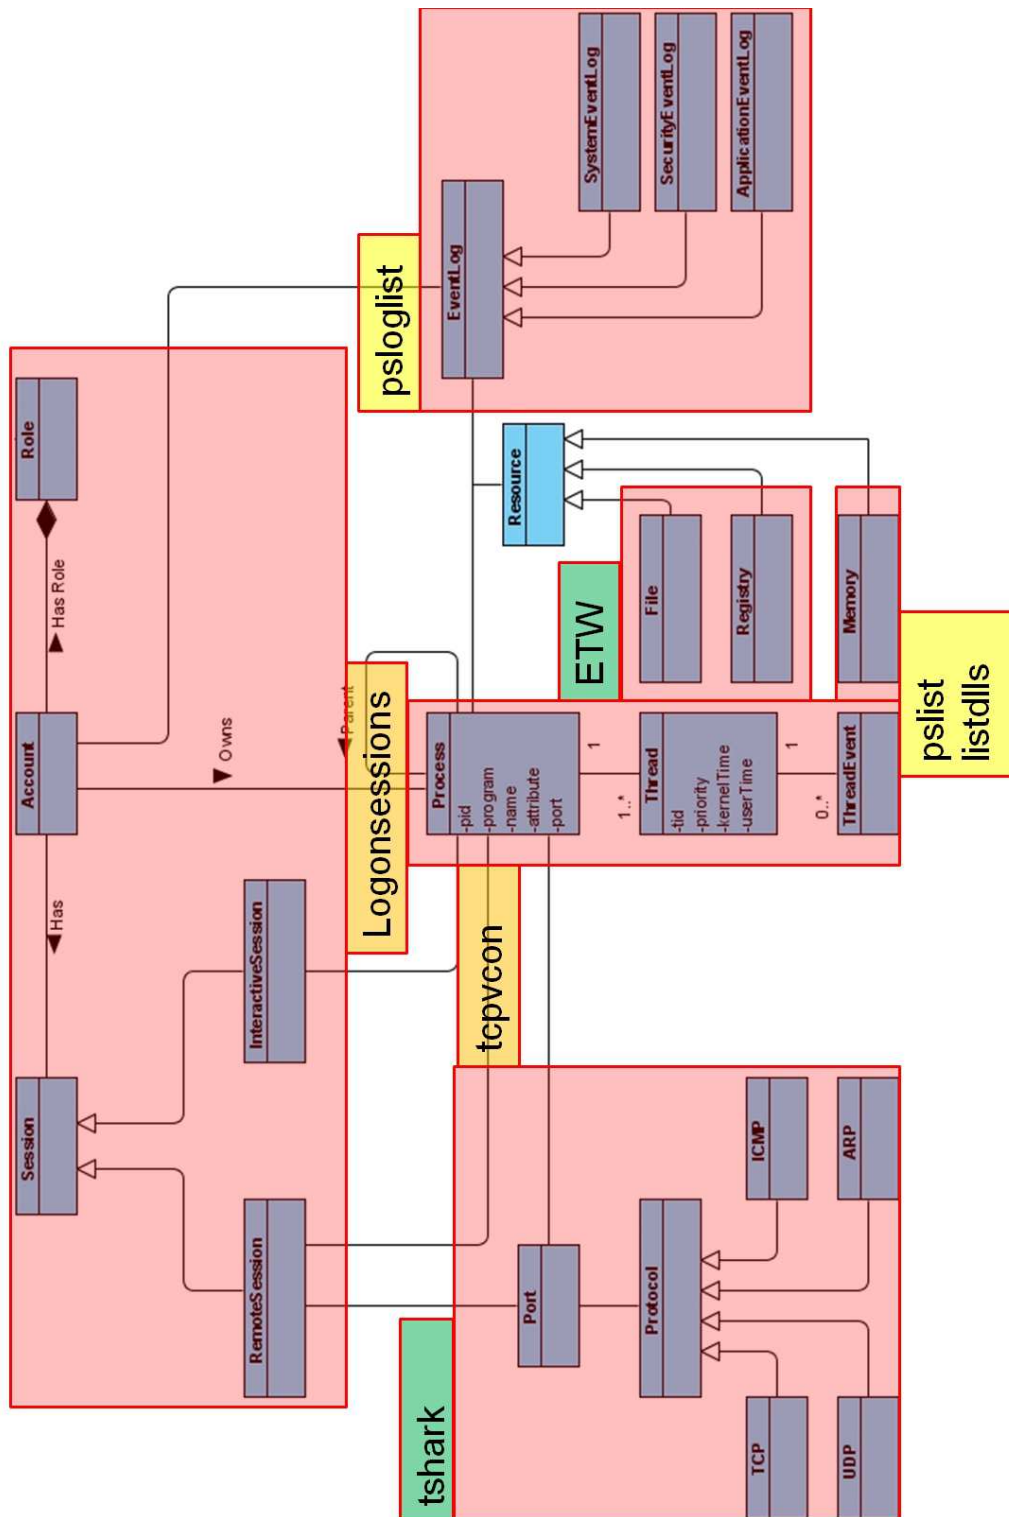 Session
Account
Role
Has
Has Role
Owns
RemoteSession
InteractiveSession
Parent
Logonsessions
psloglist
tshark
Process
-pid
-program
-name
-attribute
-port
EventLog
tcpvcon
Port
Resource
SystemEventLog
SecurityEventLog
ApplicationEventLog
ETW
1
1..*
Protocol
Thread
-tid
-priority
-kernelTime
-userTime
File
Registry
TCP
ICMP
1
0..*
UDP
ARP
ThreadEvent
Memory
pslist
listdlls